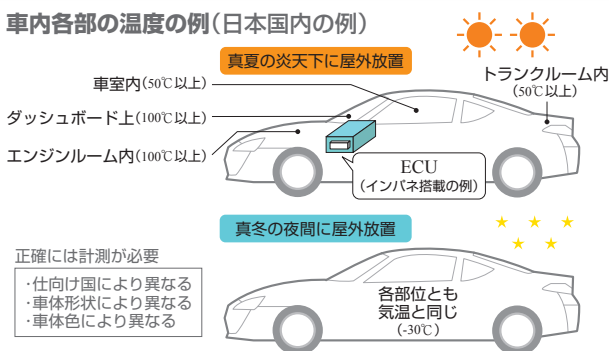 車内各部の温度の例(日本国内の例)
真夏の炎天下に屋外放置
車室内(50℃以上)
トランクルーム内
(50℃以上)
ダッシュボード上(100℃以上)
エンジンルーム内(100℃以上)
ECU
(インパネ搭載の例)
真冬の夜間に屋外放置
正確には計測が必要
・仕向け国により異なる
・車体形状により異なる
・車体色により異なる
各部位とも
気温と同じ
(-30℃)